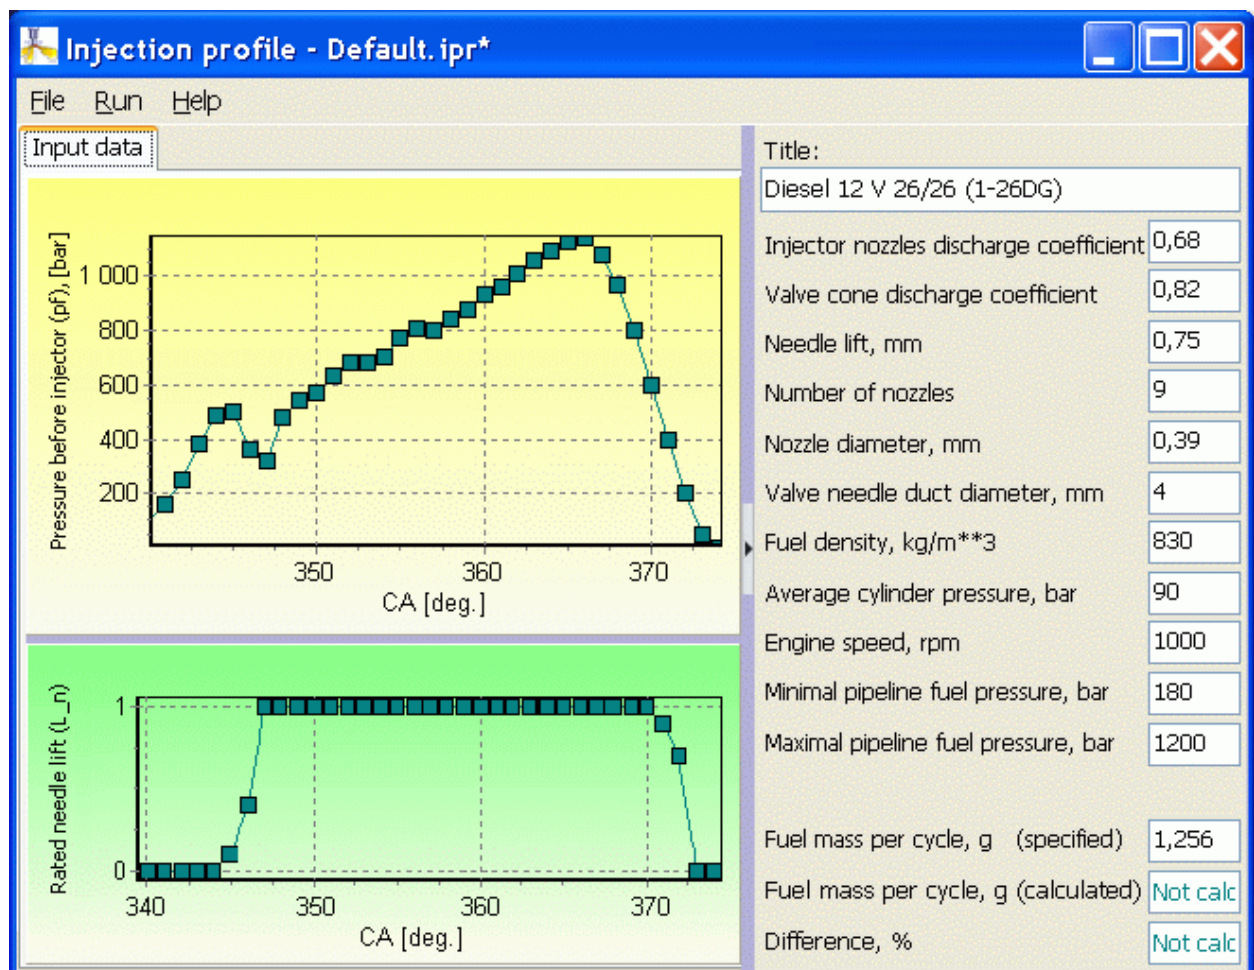 Injection profile - Default.ipr*
File Run Help
Input data
Pressure before injector (pf), [bar]
1 000
800
600
400
200
350 360 370
CA [deg.]
Rated needle lift (L_n)
1
0
340 350 360 370
CA [deg.]
Title:
Diesel 12 V 26/26 (1-26DG)
Injector nozzles discharge coefficient 0,68
Valve cone discharge coefficient 0,82
Needle lift, mm 0,75
Number of nozzles 9
Nozzle diameter, mm 0,39
Valve needle duct diameter, mm 4
Fuel density, kg/m**3 830
Average cylinder pressure, bar 90
Engine speed, rpm 1000
Minimal pipeline fuel pressure, bar 180
Maximal pipeline fuel pressure, bar 1200
Fuel mass per cycle, g (specified) 1,256
Fuel mass per cycle, g (calculated) Not calc
Difference, % Not calc